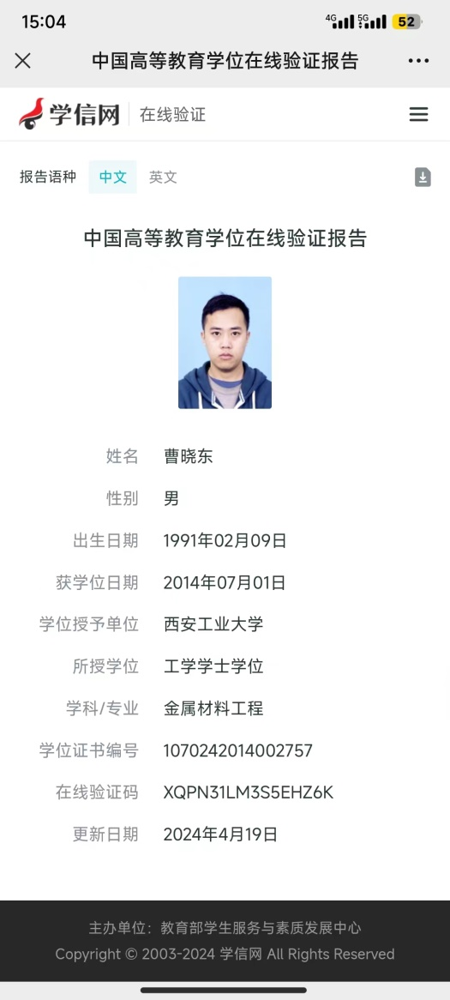 15:04
4G 5G 52
中国高等教育学位在线验证报告
学信网 在线验证
报告语种 中文 英文
中国高等教育学位在线验证报告
姓名 曹晓东
性别 男
出生日期 1991年02月09日
获学位日期 2014年07月01日
学位授予单位 西安工业大学
所授学位 工学学士学位
学科/专业 金属材料工程
学位证书编号 1070242014002757
在线验证码 XQPN31LM3S5EHZ6K
更新日期 2024年4月19日
主办单位：教育部学生服务与素质发展中心
Copyright © 2003-2024 学信网 All Rights Reserved